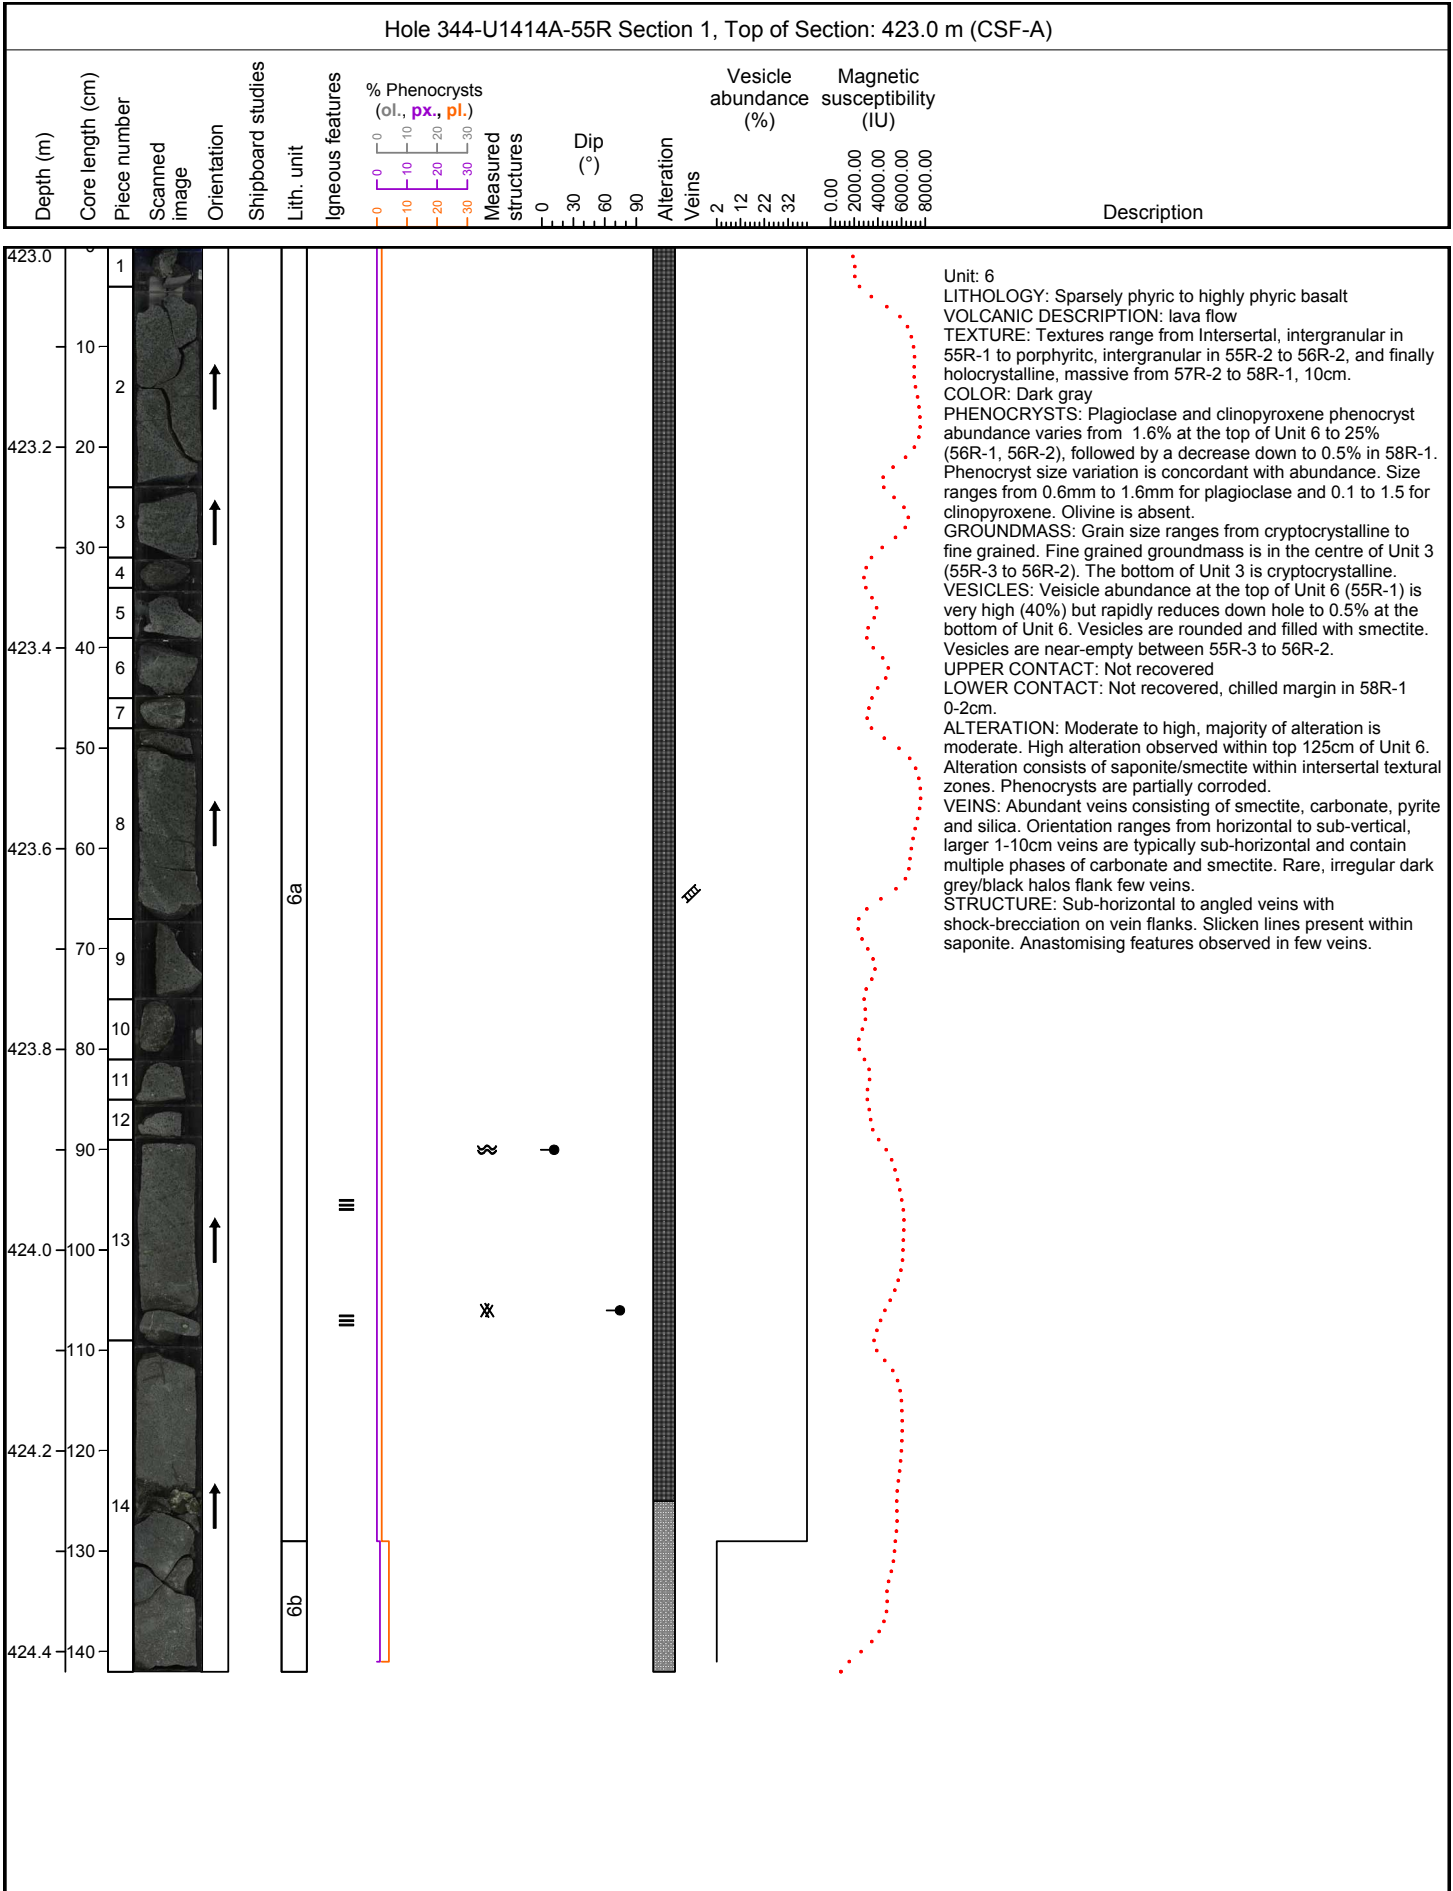 Hole 344-U1414A-55R Section 1, Top of Section: 423.0 m (CSF-A)
Depth (m)
Core length (cm)
Piece number
Scanned
image
Orientation
Shipboard studies
Lith. unit
Igneous features
% Phenocrysts
(ol., px., pl.)
0 10 20 30
0 10 20 30
0 10 20 30
Measured
structures
Dip
(°)
0 30 60 90
Alteration
Veins
Vesicle
abundance
(%)
2 12 22 32
Magnetic
susceptibility
(IU)
0.00 2000.00 4000.00 6000.00 8000.00
Description
423.0
1
10
2
423.2 20
3
30
4
5
423.4 40
6
7
50
8
423.6 60
6a
70
9
10
423.8 80
11
12
90
13
424.0 100
110
424.2 120
14
130
6b
424.4 140
Unit: 6
LITHOLOGY: Sparsely phyric to highly phyric basalt
VOLCANIC DESCRIPTION: lava flow
TEXTURE: Textures range from Intersertal, intergranular in
55R-1 to porphyritc, intergranular in 55R-2 to 56R-2, and finally
holocrystalline, massive from 57R-2 to 58R-1, 10cm.
COLOR: Dark gray
PHENOCRYSTS: Plagioclase and clinopyroxene phenocryst
abundance varies from 1.6% at the top of Unit 6 to 25%
(56R-1, 56R-2), followed by a decrease down to 0.5% in 58R-1.
Phenocryst size variation is concordant with abundance. Size
ranges from 0.6mm to 1.6mm for plagioclase and 0.1 to 1.5 for
clinopyroxene. Olivine is absent.
GROUNDMASS: Grain size ranges from cryptocrystalline to
fine grained. Fine grained groundmass is in the centre of Unit 3
(55R-3 to 56R-2). The bottom of Unit 3 is cryptocrystalline.
VESICLES: Veisicle abundance at the top of Unit 6 (55R-1) is
very high (40%) but rapidly reduces down hole to 0.5% at the
bottom of Unit 6. Vesicles are rounded and filled with smectite.
Vesicles are near-empty between 55R-3 to 56R-2.
UPPER CONTACT: Not recovered
LOWER CONTACT: Not recovered, chilled margin in 58R-1
0-2cm.
ALTERATION: Moderate to high, majority of alteration is
moderate. High alteration observed within top 125cm of Unit 6.
Alteration consists of saponite/smectite within intersertal textural
zones. Phenocrysts are partially corroded.
VEINS: Abundant veins consisting of smectite, carbonate, pyrite
and silica. Orientation ranges from horizontal to sub-vertical,
larger 1-10cm veins are typically sub-horizontal and contain
multiple phases of carbonate and smectite. Rare, irregular dark
grey/black halos flank few veins.
STRUCTURE: Sub-horizontal to angled veins with
shock-brecciation on vein flanks. Slicken lines present within
saponite. Anastomising features observed in few veins.